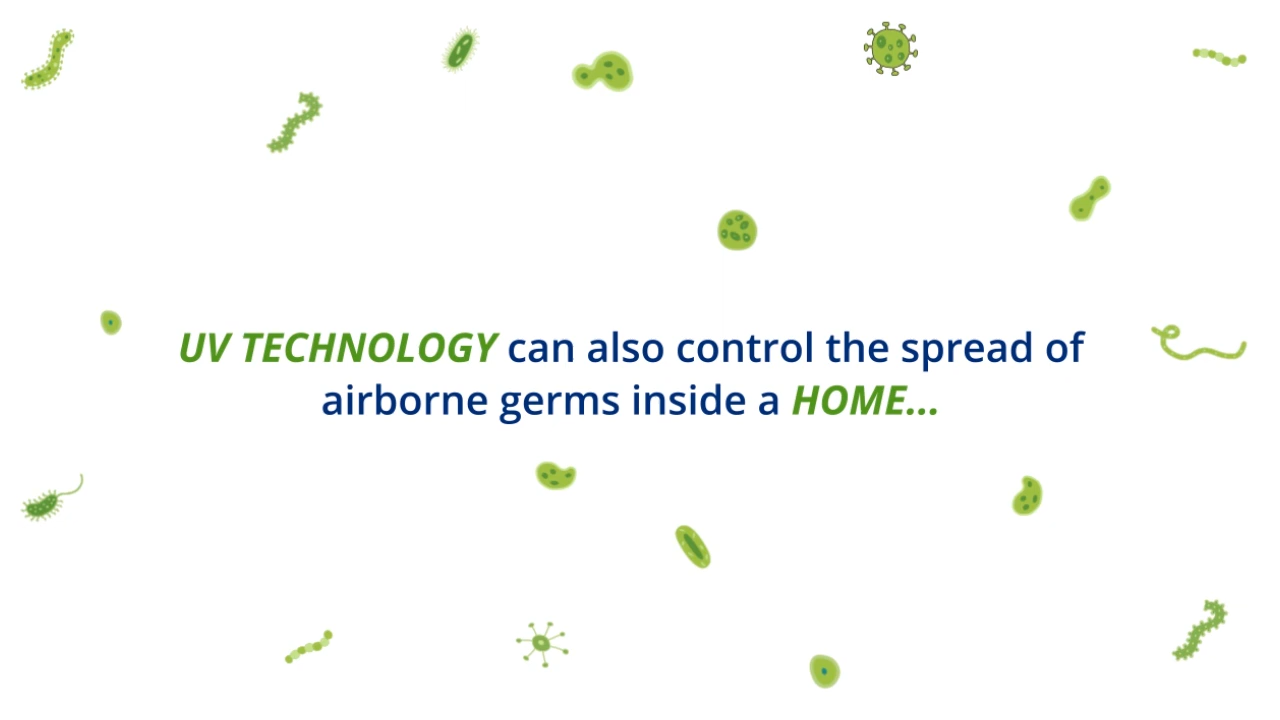 UV TECHNOLOGY can also control the spread of
airborne germs inside a HOME...